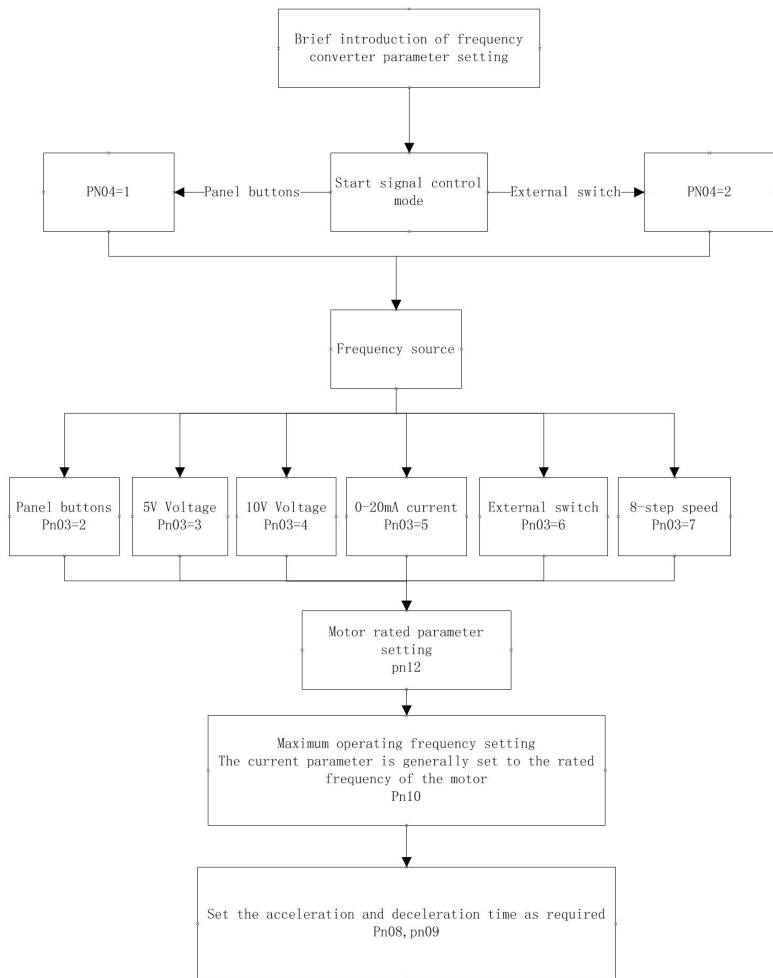 Brief introduction of frequency
converter parameter setting
PN04=1
Panel buttons
Start signal control
mode
External switch
PN04=2
Frequency source
Panel buttons
Pn03=2
5V Voltage
Pn03=3
10V Voltage
Pn03=4
0-20mA current
Pn03=5
External switch
Pn03=6
8-step speed
Pn03=7
Motor rated parameter
setting
pn12
Maximum operating frequency setting
The current parameter is generally set to the rated
frequency of the motor
Pn10
Set the acceleration and deceleration time as required
Pn08,pn09